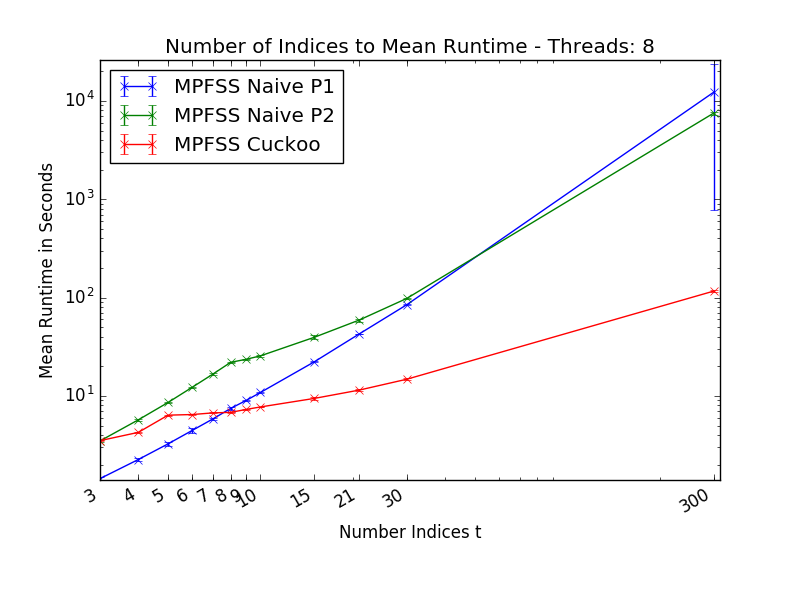 Number of Indices to Mean Runtime - Threads: 8
MPFSS Naive P1
MPFSS Naive P2
MPFSS Cuckoo
10^4
10^3
10^2
10^1
Mean Runtime in Seconds
3 4 5 6 7 8 9 10 15 21 30 300
Number Indices t